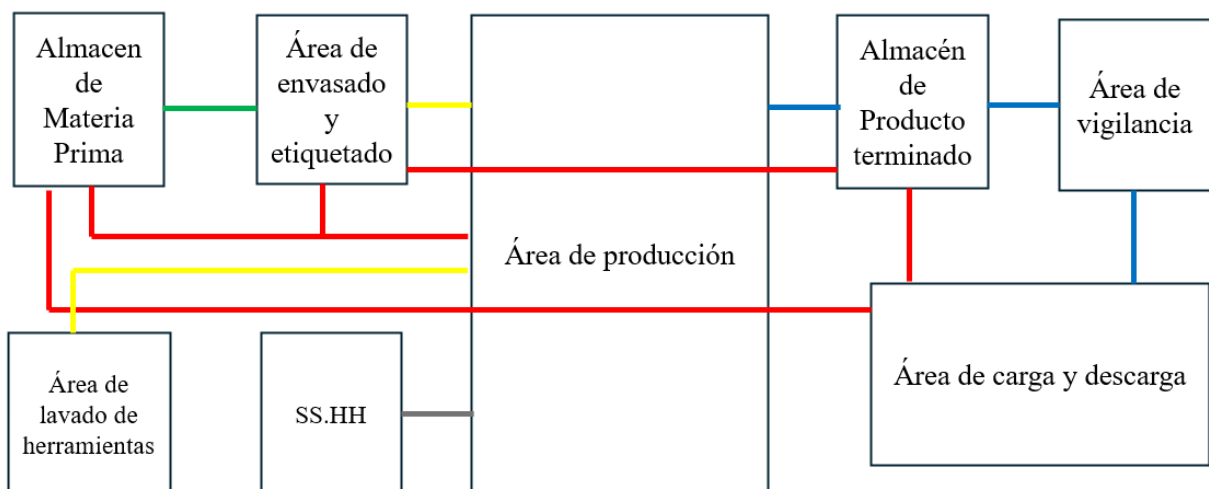 Almacen
de
Materia
Prima
Área de
envasado
y
etiquetado
Almacén
de
Producto
terminado
Área de
vigilancia
Área de producción
Área de
lavado de
herramientas
SS.HH
Área de carga y descarga